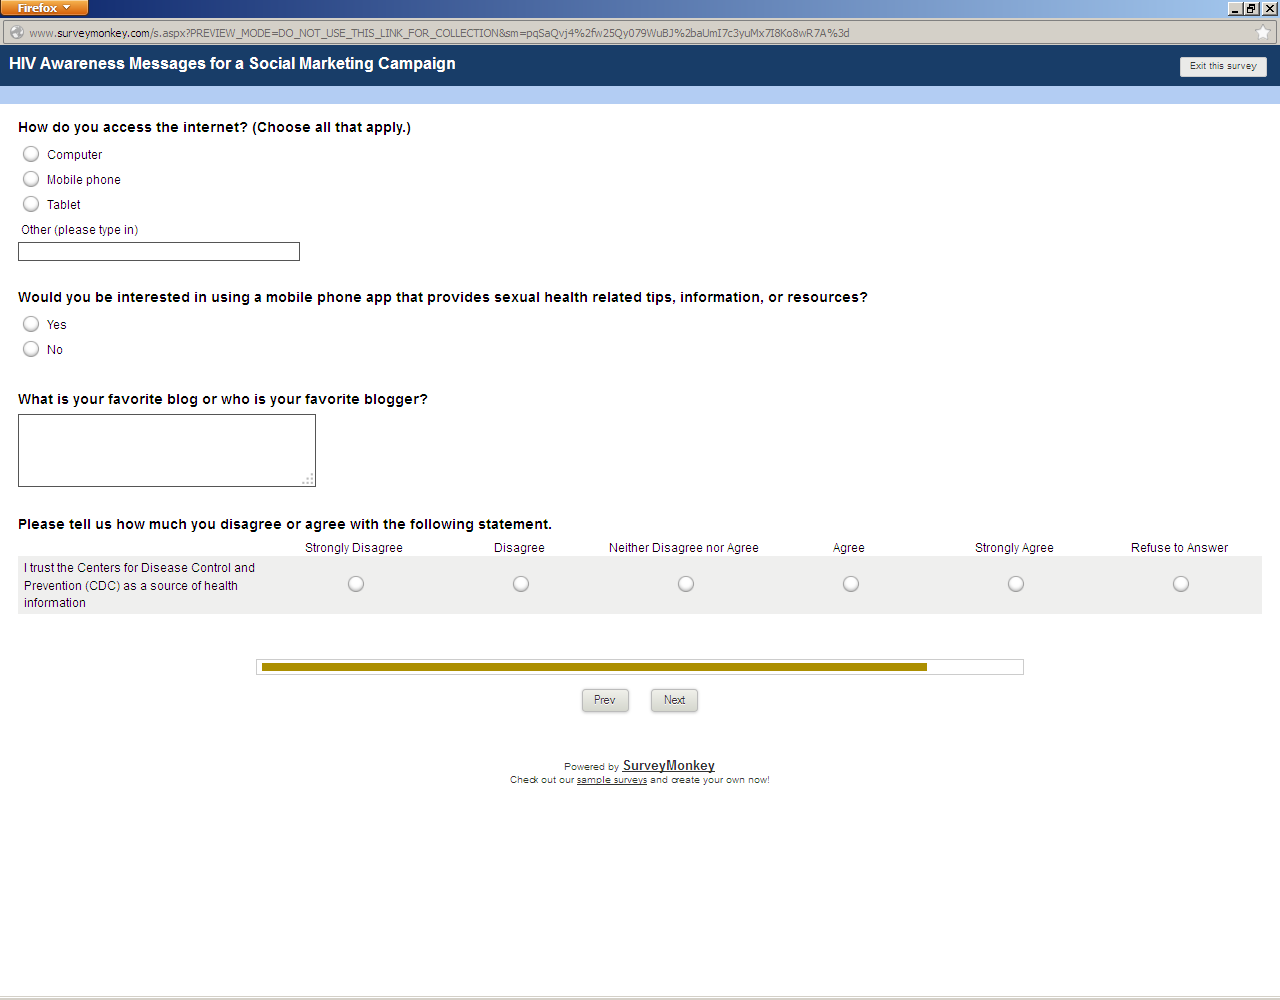 Firefox
www.surveymonkey.com/s.aspx?PREVIEW_MODE=DO_NOT_USE_THIS_LINK_FOR_COLLECTION&sm=pqSaQvj4%2fw25Qy079WuBJ%2baUmI7c3yuMx7I8Ko8wR7A%3d
HIV Awareness Messages for a Social Marketing Campaign
Exit this survey
How do you access the internet? (Choose all that apply.)
Computer
Mobile phone
Tablet
Other (please type in)
Would you be interested in using a mobile phone app that provides sexual health related tips, information, or resources?
Yes
No
What is your favorite blog or who is your favorite blogger?
Please tell us how much you disagree or agree with the following statement.
Strongly Disagree Disagree Neither Disagree nor Agree Agree Strongly Agree Refuse to Answer
I trust the Centers for Disease Control and
Prevention (CDC) as a source of health
information
Prev Next
Powered by SurveyMonkey
Check out our sample surveys and create your own now!